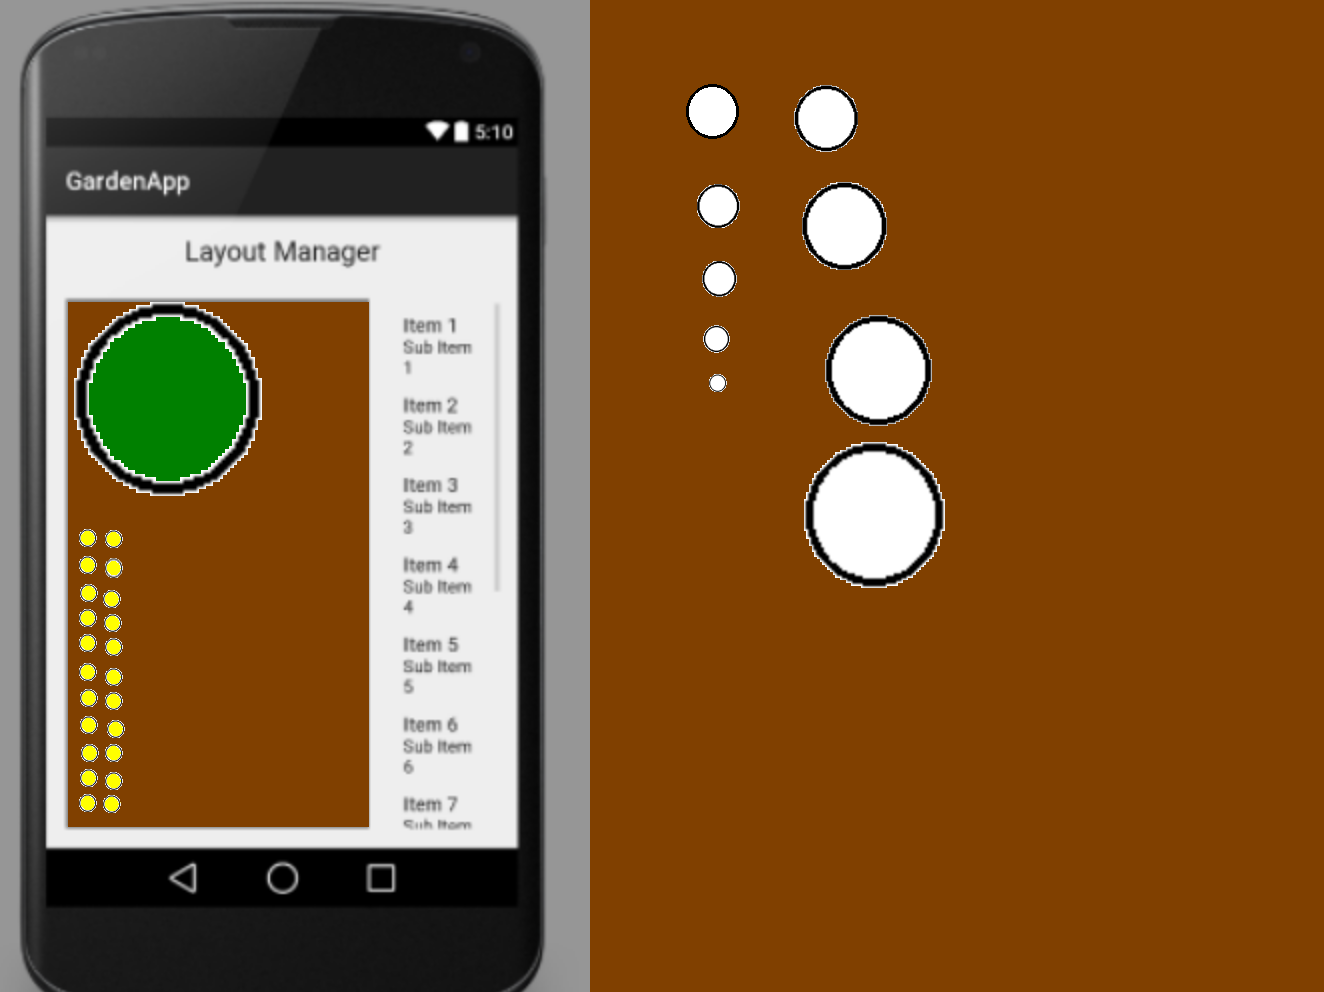 5:10
GardenApp
Layout Manager
Item 1
Sub Item
1
Item 2
Sub Item
2
Item 3
Sub Item
3
Item 4
Sub Item
4
Item 5
Sub Item
5
Item 6
Sub Item
6
Item 7
Sub Item